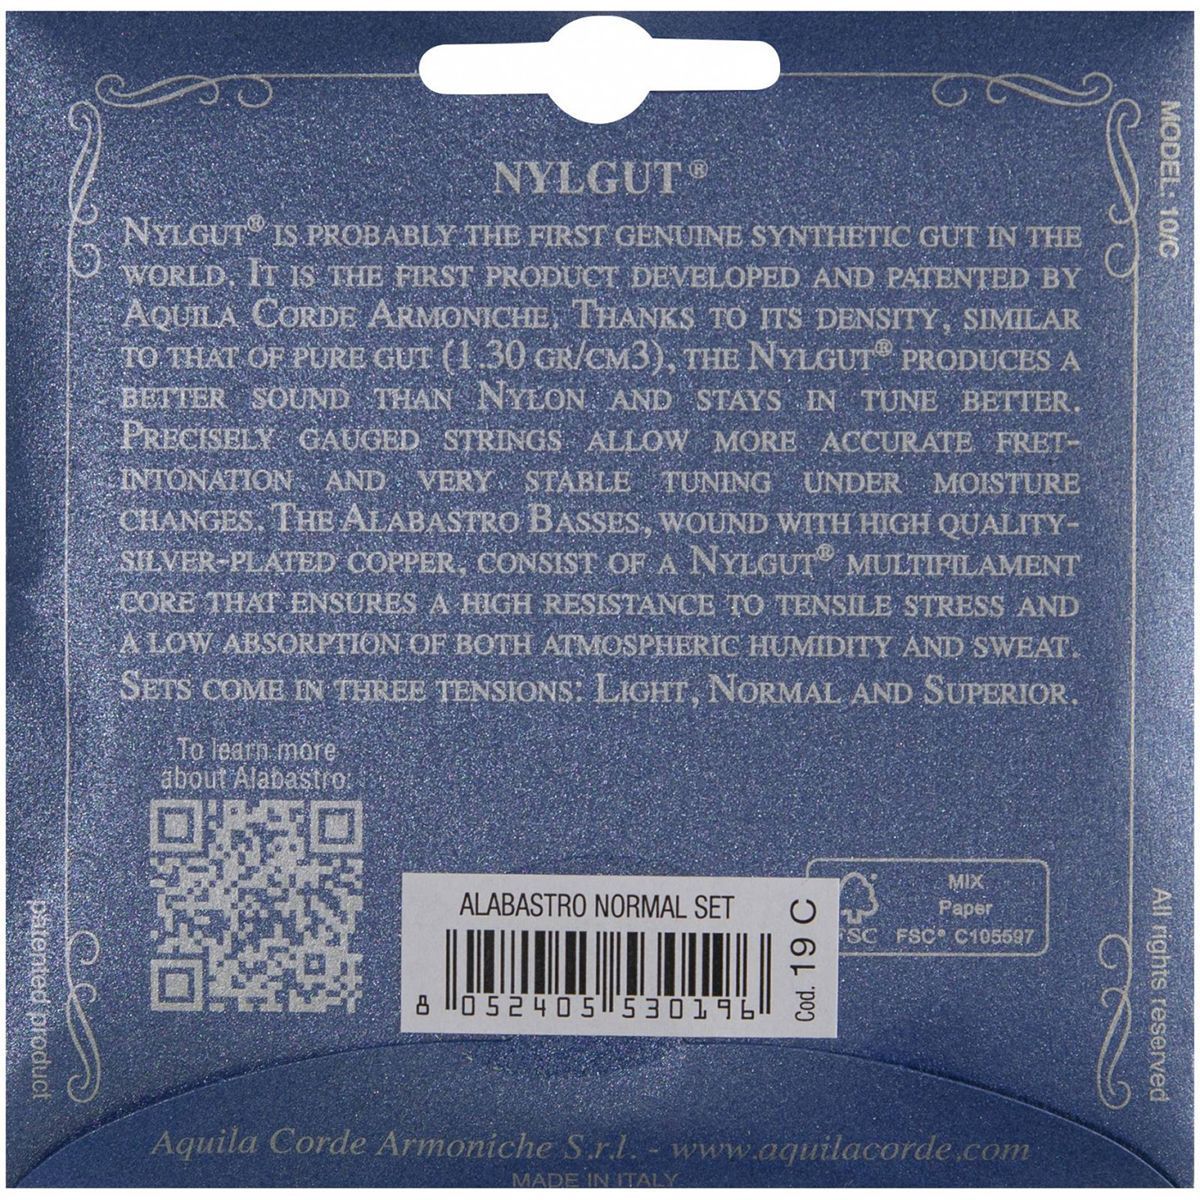 NYLGUT®
NYLGUT® IS PROBABLY THE FIRST GENUINE SYNTHETIC GUT IN THE
WORLD. IT IS THE FIRST PRODUCT DEVELOPED AND PATENTED BY
AQUILA CORDE ARMONICHE. THANKS TO ITS DENSITY, SIMILAR
TO THAT OF PURE GUT (1.30 GR/CM3), THE NYLGUT® PRODUCES A
BETTER SOUND THAN NYLON AND STAYS IN TUNE BETTER.
PRECISELY GAUGED STRINGS ALLOW MORE ACCURATE FRET-
INTONATION AND VERY STABLE TUNING UNDER MOISTURE
CHANGES. THE ALABASTRO BASSES, WOUND WITH HIGH QUALITY-
SILVER-PLATED COPPER, CONSIST OF A NYLGUT® MULTIFILAMENT
CORE THAT ENSURES A HIGH RESISTANCE TO TENSILE STRESS AND
A LOW ABSORPTION OF BOTH ATMOSPHERIC HUMIDITY AND SWEAT.
SETS COME IN THREE TENSIONS: LIGHT, NORMAL AND SUPERIOR.
MODEL: 10/C
To learn more
about Alabastro:
ALABASTRO NORMAL SET
8 052405 530196
Cod. 19 C
MIX
Paper
FSC® C105597
FSC
patented product
All rights reserved
Aquila Corde Armoniche S.r.l. - www.aquilacorde.com
MADE IN ITALY